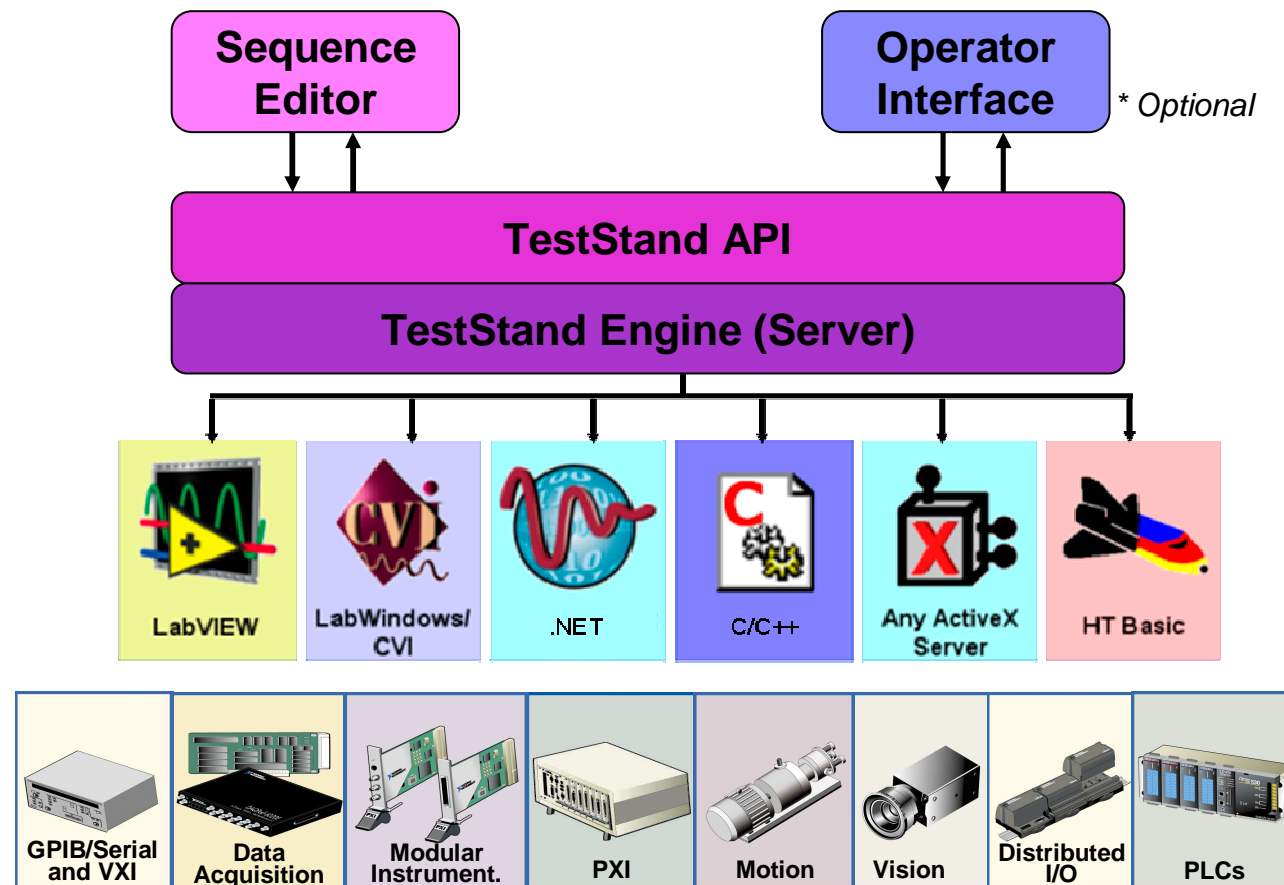 Sequence
Editor
Operator
Interface
* Optional
TestStand API
TestStand Engine (Server)
CVI
C
X
LabVIEW
LabWindows/
CVI
.NET
C/C++
Any ActiveX
Server
HT Basic
GPIB/Serial
and VXI
Data
Acquisition
Modular
Instrument.
PXI
Motion
Vision
Distributed
I/O
PLCs